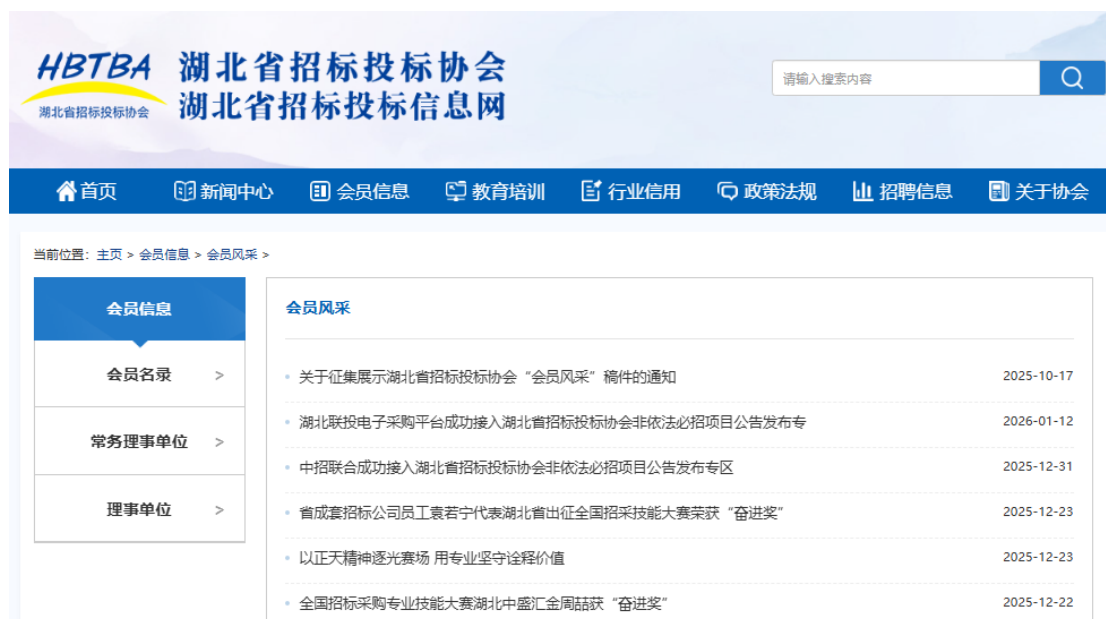 HBTBA
湖北省招标投标协会
湖北省招标投标协会
湖北省招标投标信息网
请输入搜索内容
首页 新闻中心 会员信息 教育培训 行业信用 政策法规 招聘信息 关于协会
当前位置：主页 > 会员信息 > 会员风采 >
会员信息
会员名录 >
常务理事单位 >
理事单位 >
会员风采
关于征集展示湖北省招标投标协会“会员风采”稿件的通知 2025-10-17
湖北联投电子采购平台成功接入湖北省招标投标协会非依法必招项目公告发布专 2026-01-12
中招联合成功接入湖北省招标投标协会非依法必招项目公告发布专区 2025-12-31
省成套招标公司员工袁若宁代表湖北省出征全国招采技能大赛荣获“奋进奖” 2025-12-23
以正天精神逐光赛场 用专业坚守诠释价值 2025-12-23
全国招标采购专业技能大赛湖北中盛汇金周喆获“奋进奖” 2025-12-22